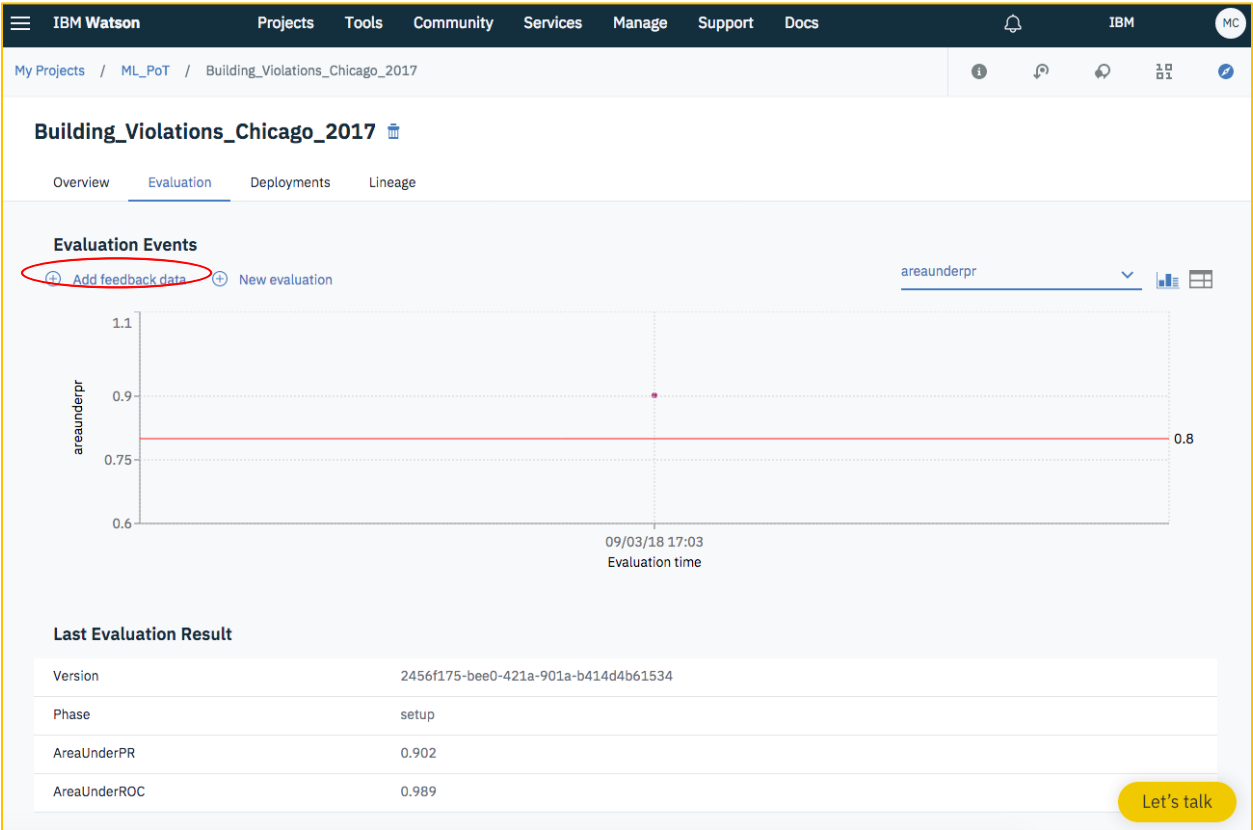 IBM Watson Projects Tools Community Services Manage Support Docs IBM MC
My Projects / ML_PoT / Building_Violations_Chicago_2017
Building_Violations_Chicago_2017
Overview Evaluation Deployments Lineage
Evaluation Events
Add feedback data New evaluation
areaunderpr
1.1
0.9
0.75
0.6
areaunderpr
0.8
09/03/18 17:03
Evaluation time
Last Evaluation Result
Version 2456f175-bee0-421a-901a-b414d4b61534
Phase setup
AreaUnderPR 0.902
AreaUnderROC 0.989
Let's talk